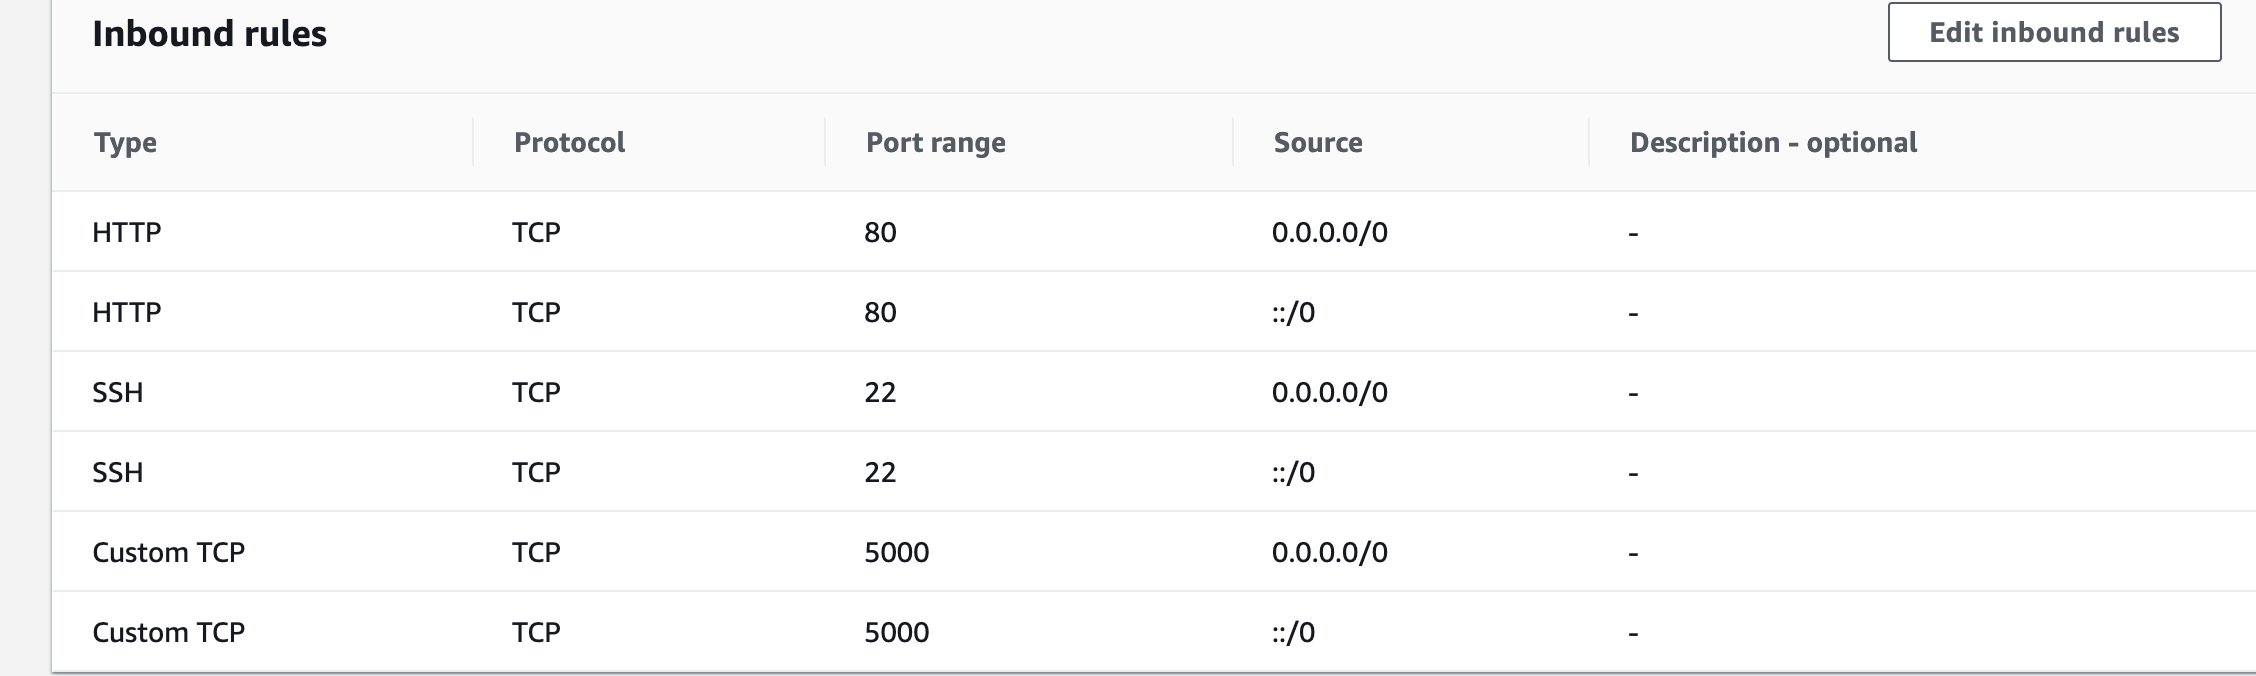 Inbound rules
Edit inbound rules
Type Protocol Port range Source Description - optional
HTTP TCP 80 0.0.0.0/0 -
HTTP TCP 80 ::/0 -
SSH TCP 22 0.0.0.0/0 -
SSH TCP 22 ::/0 -
Custom TCP TCP 5000 0.0.0.0/0 -
Custom TCP TCP 5000 ::/0 -